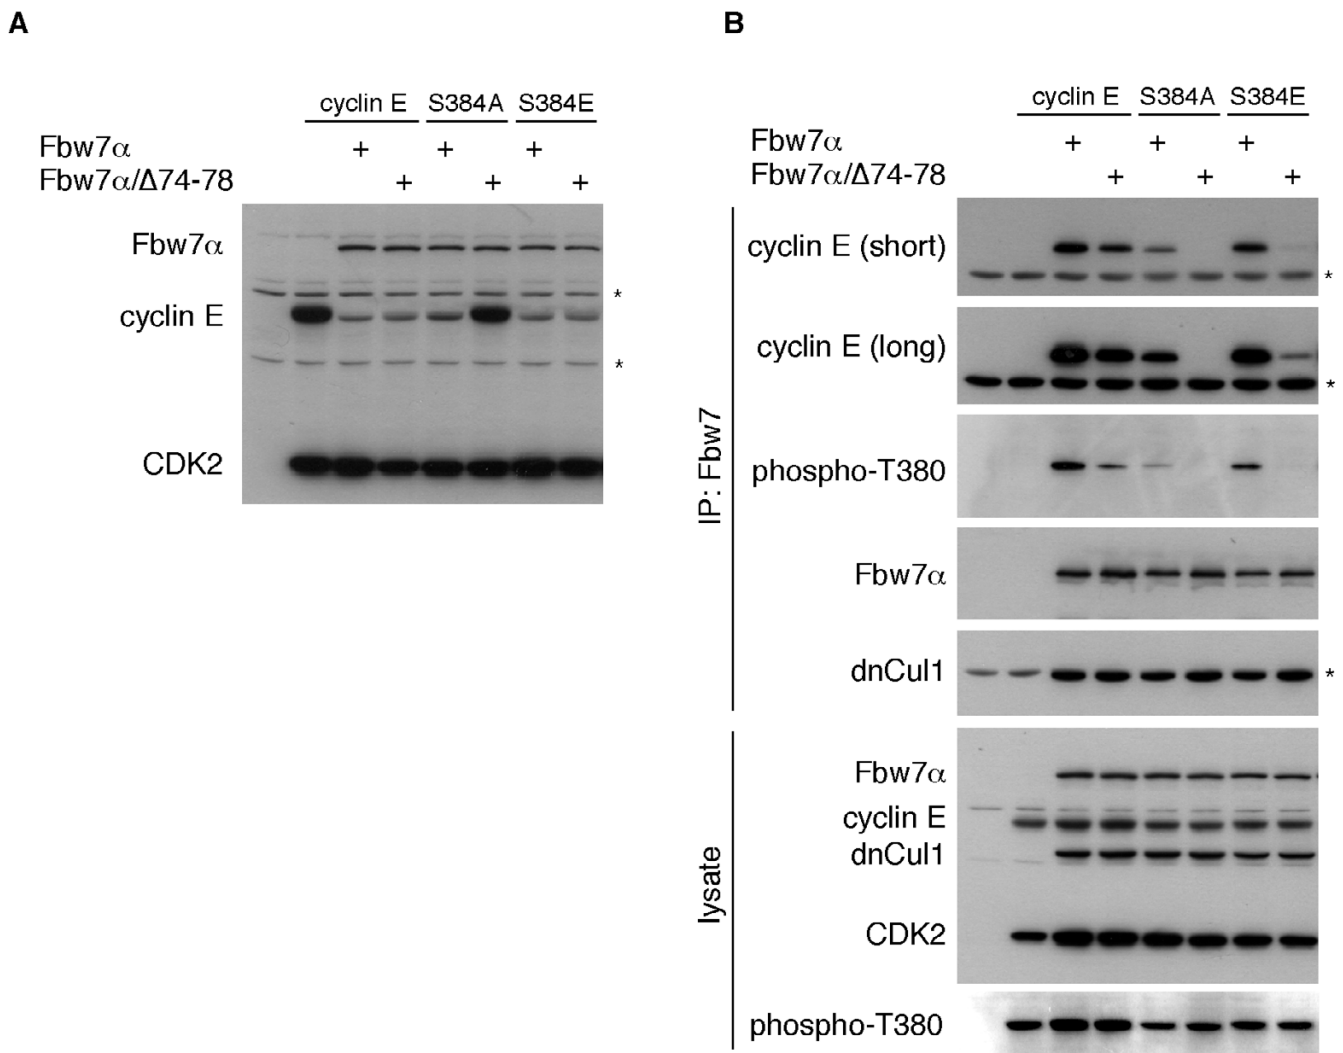 A
cyclin E S384A S384E
Fbw7α + + +
Fbw7α/Δ74-78 + + +
Fbw7α
*
cyclin E
*
CDK2
B
cyclin E S384A S384E
Fbw7α + + +
Fbw7α/Δ74-78 + + +
IP: Fbw7
cyclin E (short)
*
cyclin E (long)
*
phospho-T380
Fbw7α
dnCul1 *
lysate
Fbw7α
cyclin E
dnCul1
CDK2
phospho-T380